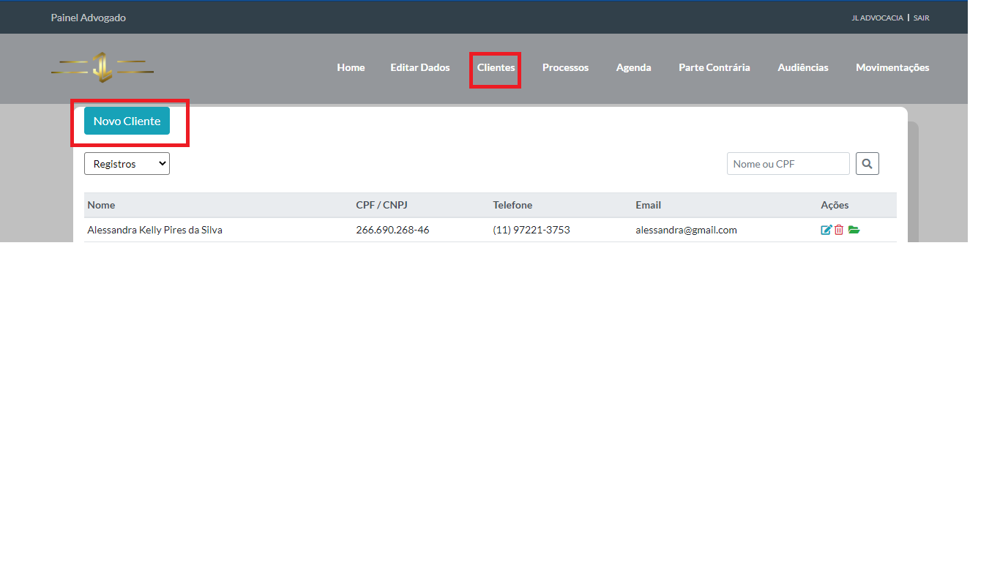 Painel Advogado
JL ADVOCACIA | SAIR
JL
Home Editar Dados Clientes Processos Agenda Parte Contrária Audiências Movimentações
Novo Cliente
Registros Nome ou CPF
Nome CPF / CNPJ Telefone Email Ações
Alessandra Kelly Pires da Silva 266.690.268-46 (11) 97221-3753 alessandra@gmail.com